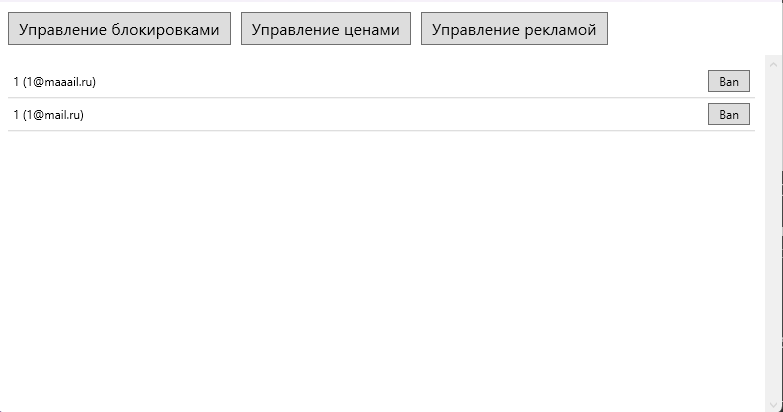 Управление блокировками Управление ценами Управление рекламой
1 (1@maaail.ru) Ban
1 (1@mail.ru) Ban